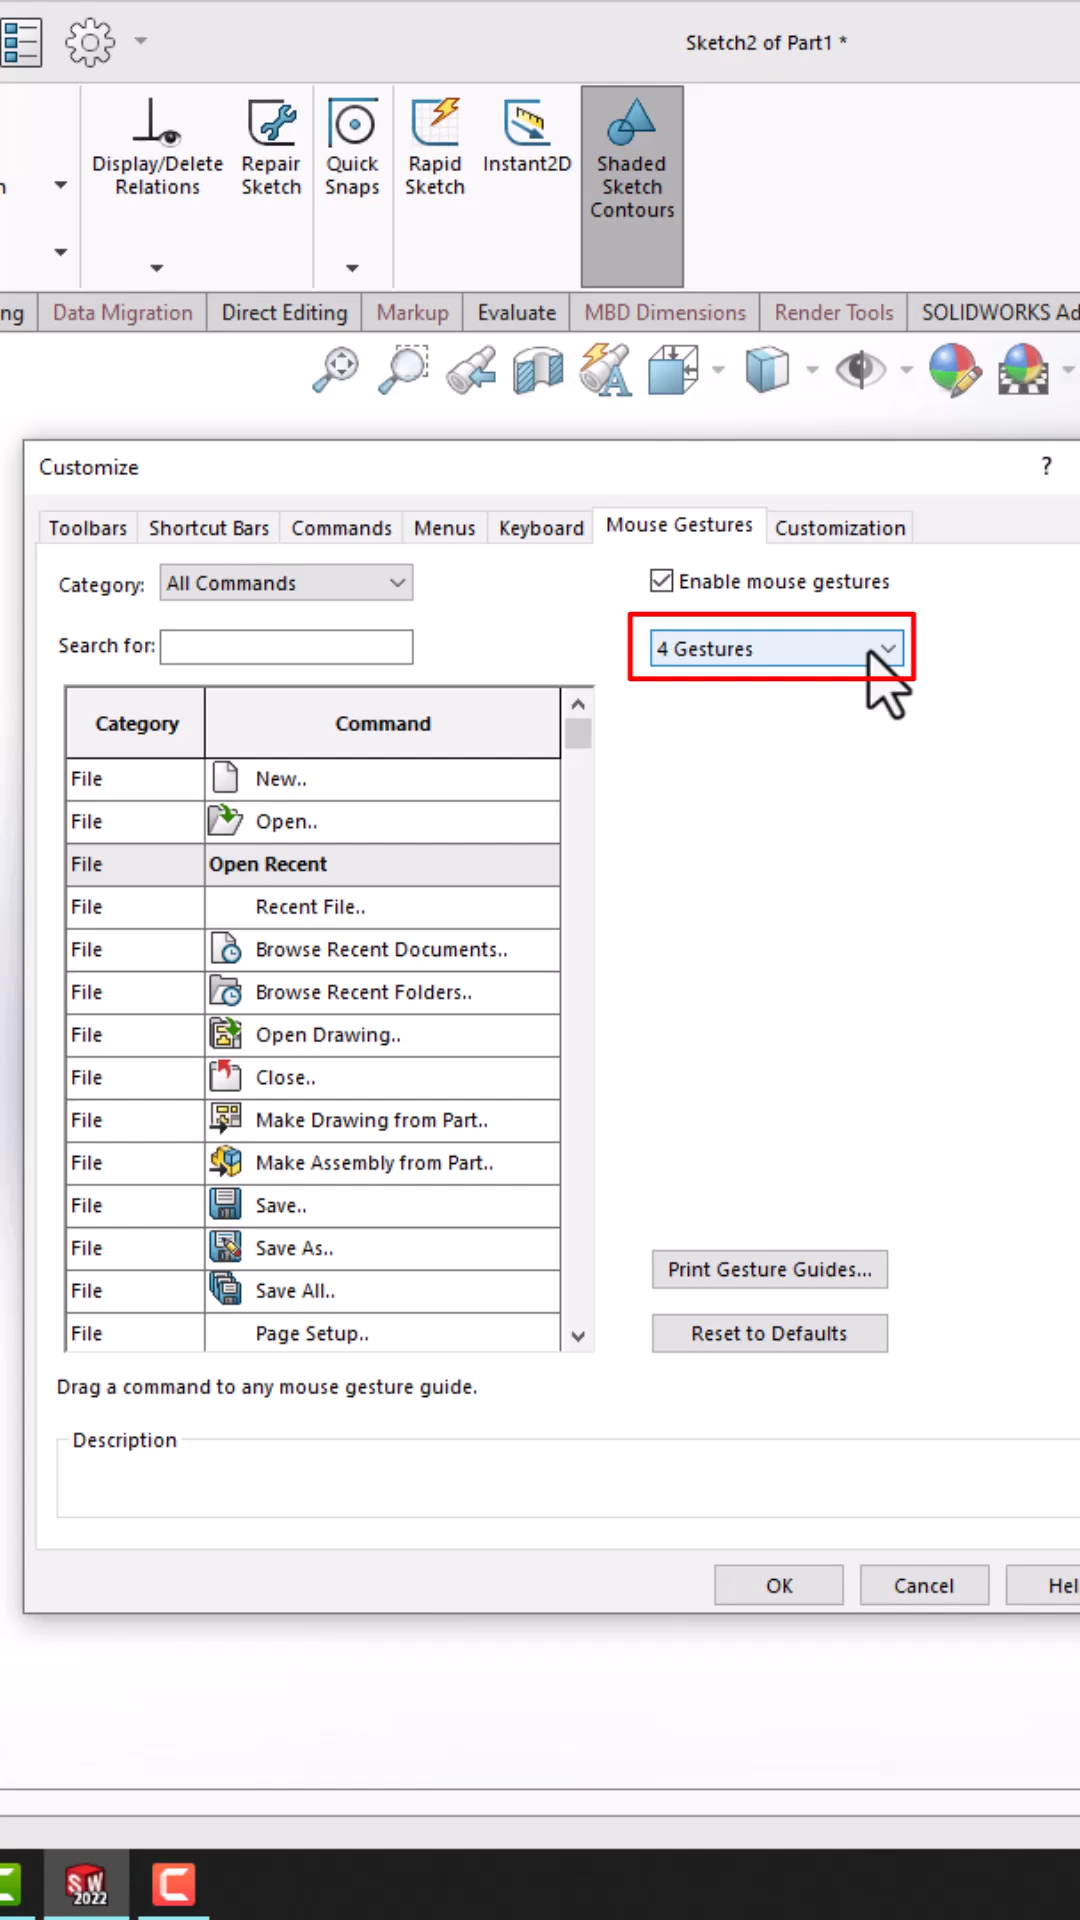 Sketch2 of Part1 *
Display/Delete Relations
Repair Sketch
Quick Snaps
Rapid Sketch
Instant2D
Shaded Sketch Contours
n
ng
Data Migration
Direct Editing
Markup
Evaluate
MBD Dimensions
Render Tools
SOLIDWORKS Ad
Customize
?
Toolbars
Shortcut Bars
Commands
Menus
Keyboard
Mouse Gestures
Customization
Category:
All Commands
Enable mouse gestures
Search for:
4 Gestures
Category
Command
File
New..
File
Open..
File
Open Recent
File
Recent File..
File
Browse Recent Documents..
File
Browse Recent Folders..
File
Open Drawing..
File
Close..
File
Make Drawing from Part..
File
Make Assembly from Part..
File
Save..
File
Save As..
File
Save All..
File
Page Setup..
Print Gesture Guides...
Reset to Defaults
Drag a command to any mouse gesture guide.
Description
OK
Cancel
Hel
SW
2022